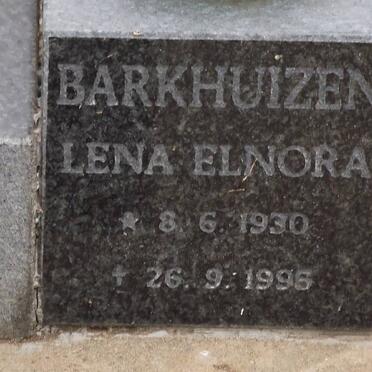 BARKHUIZEN
LENA ELNORA
* 8. 6. 1930
† 26. 9. 1995